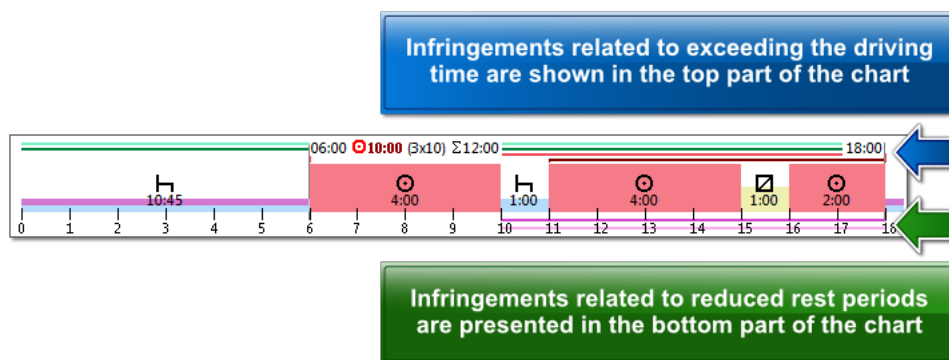 Infringements related to exceeding the driving
time are shown in the top part of the chart
06:00 10:00 (3x10) Σ12:00 18:00
10:45 4:00 1:00 4:00 1:00 2:00
0 1 2 3 4 5 6 7 8 9 10 11 12 13 14 15 16 17 18
Infringements related to reduced rest periods
are presented in the bottom part of the chart